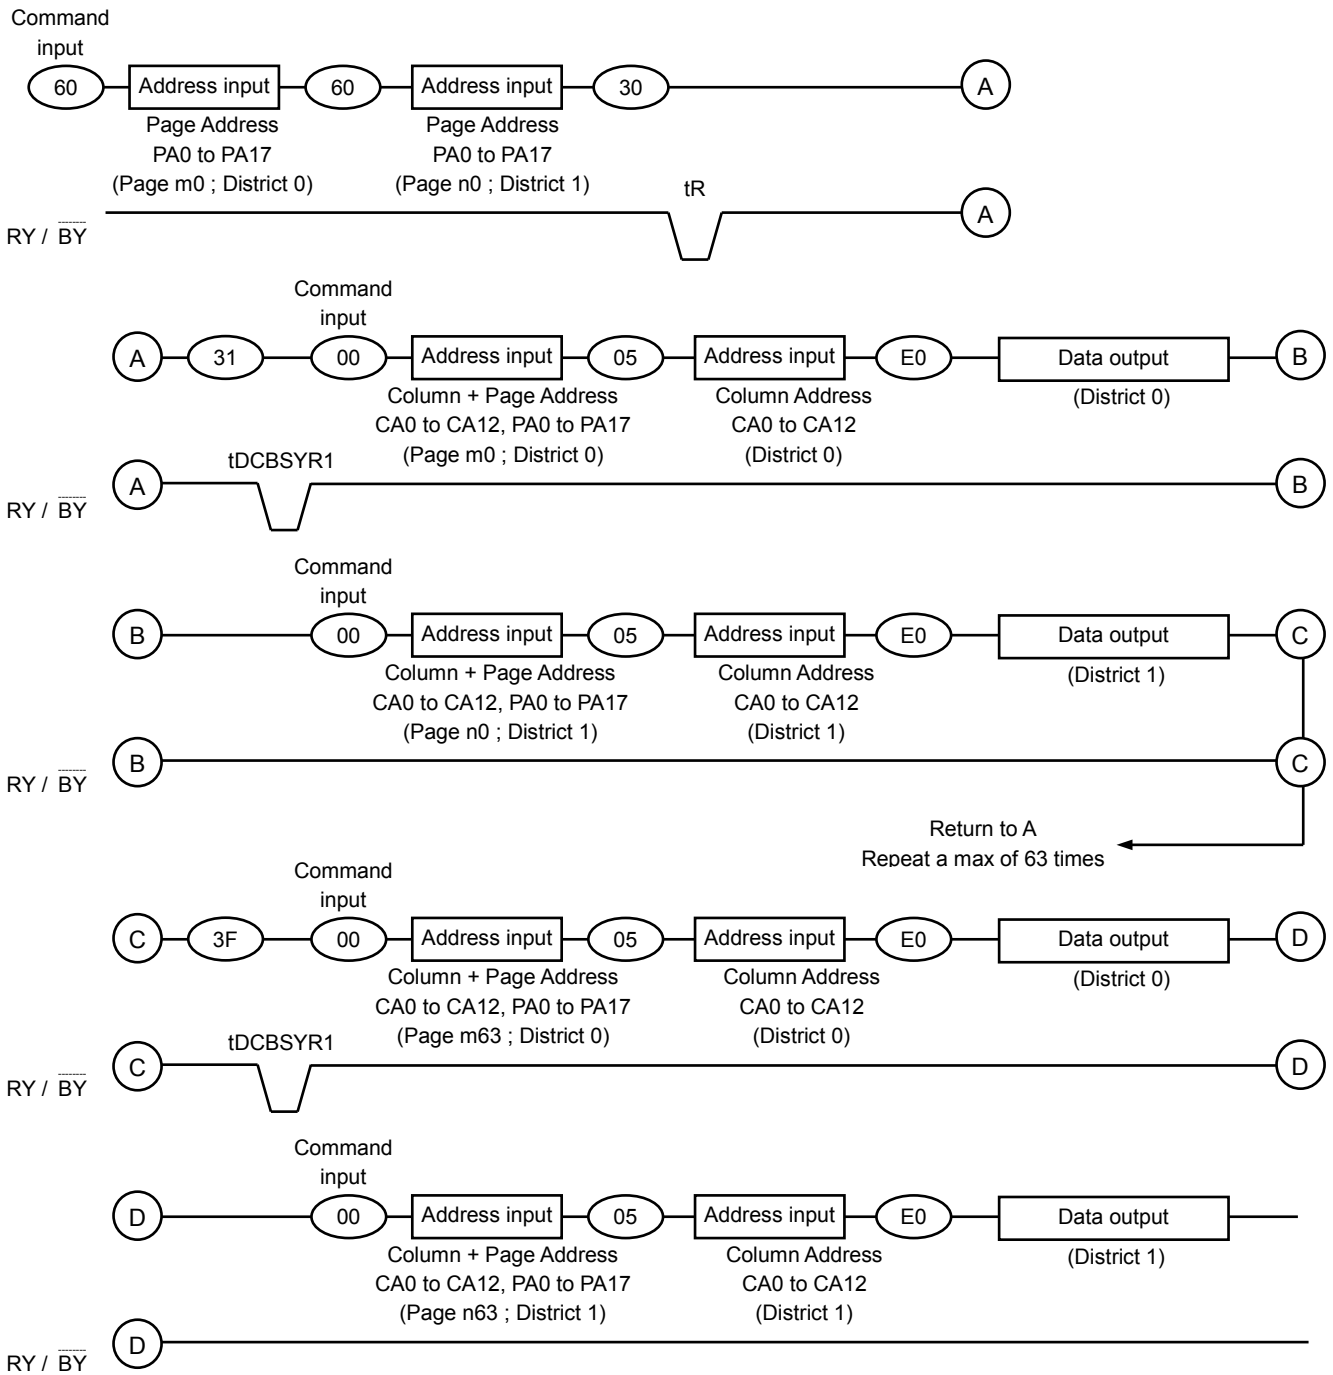 Command
input
60 Address input 60 Address input 30 A
Page Address Page Address
PA0 to PA17 PA0 to PA17
(Page m0 ; District 0) (Page n0 ; District 1)
tR
RY / BY A
Command
input
A 31 00 Address input 05 Address input E0 Data output B
Column + Page Address Column Address (District 0)
CA0 to CA12, PA0 to PA17 CA0 to CA12
(Page m0 ; District 0) (District 0)
tDCBSYR1
RY / BY A B
Command
input
B 00 Address input 05 Address input E0 Data output C
Column + Page Address Column Address (District 1)
CA0 to CA12, PA0 to PA17 CA0 to CA12
(Page n0 ; District 1) (District 1)
RY / BY B C
Return to A
Repeat a max of 63 times
Command
input
C 3F 00 Address input 05 Address input E0 Data output D
Column + Page Address Column Address (District 0)
CA0 to CA12, PA0 to PA17 CA0 to CA12
(Page m63 ; District 0) (District 0)
tDCBSYR1
RY / BY C D
Command
input
D 00 Address input 05 Address input E0 Data output
Column + Page Address Column Address (District 1)
CA0 to CA12, PA0 to PA17 CA0 to CA12
(Page n63 ; District 1) (District 1)
RY / BY D